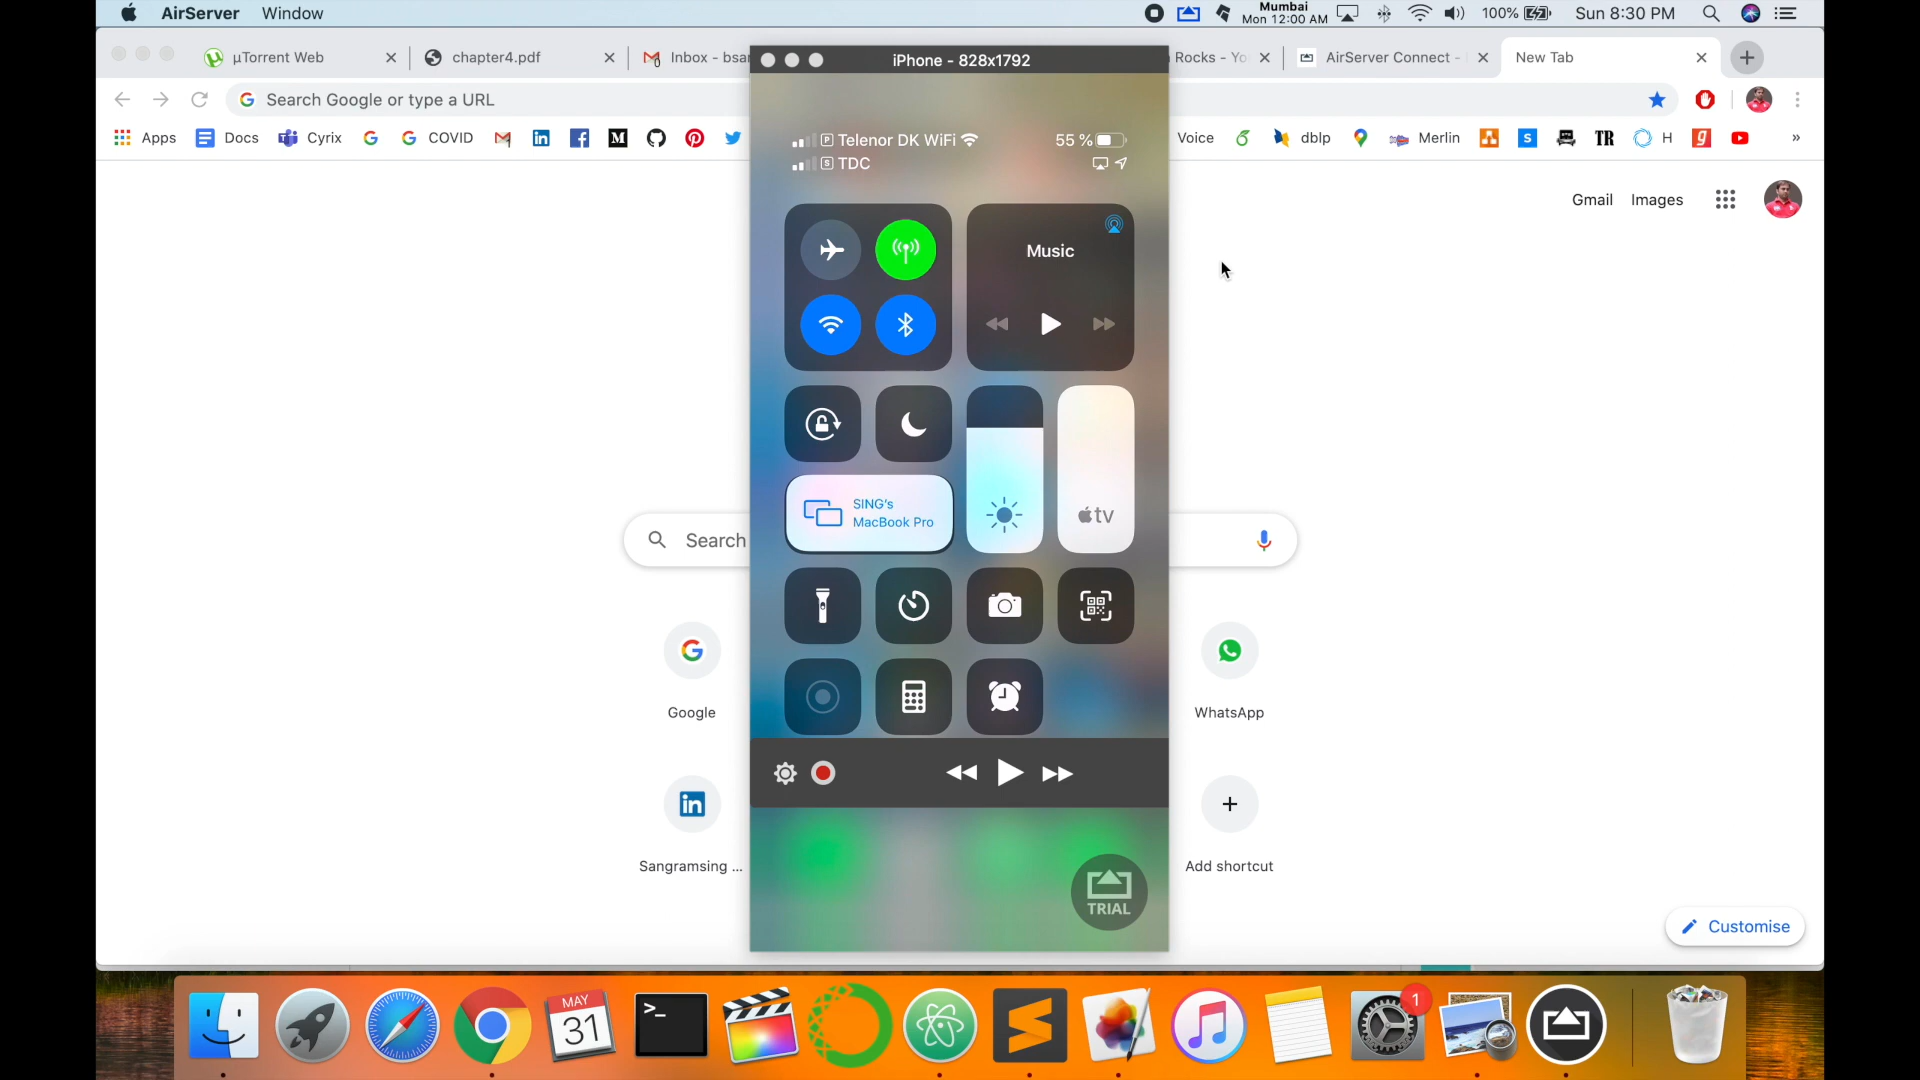 AirServer Window
Mumbai
Mon 12:00 AM
100%
Sun 8:30 PM
µTorrent Web
chapter4.pdf
Inbox - bsar
iPhone - 828x1792
Rocks - Yo
AirServer Connect -
New Tab
Search Google or type a URL
Apps
Docs
Cyrix
COVID
M
Voice
dblp
Merlin
S
TR
H
g
»
Gmail Images
P Telenor DK WiFi
55 %
S TDC
Music
SING's
MacBook Pro
tv
Search
Google
WhatsApp
in
Sangramsing ...
Add shortcut
TRIAL
Customise
MAY
31
>_
1